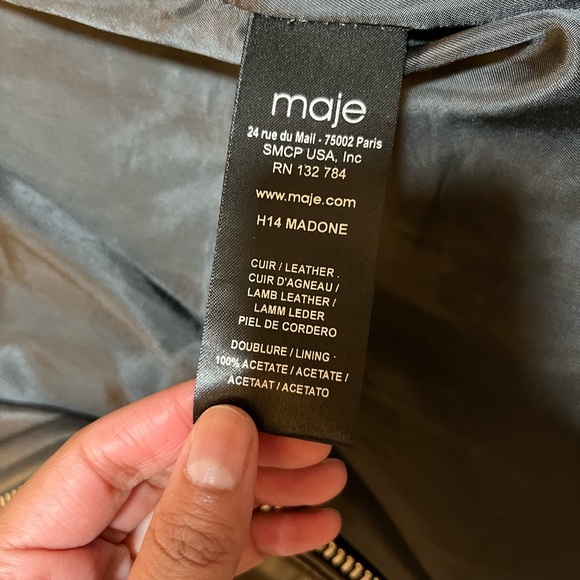 maje
24 rue du Mail - 75002 Paris
SMCP USA, Inc
RN 132 784
www.maje.com
H14 MADONE
CUIR / LEATHER .
CUIR D'AGNEAU /
LAMB LEATHER /
LAMM LEDER
PIEL DE CORDERO
DOUBLURE / LINING ·
100% ACETATE / ACETATE /
ACETAAT / ACETATO